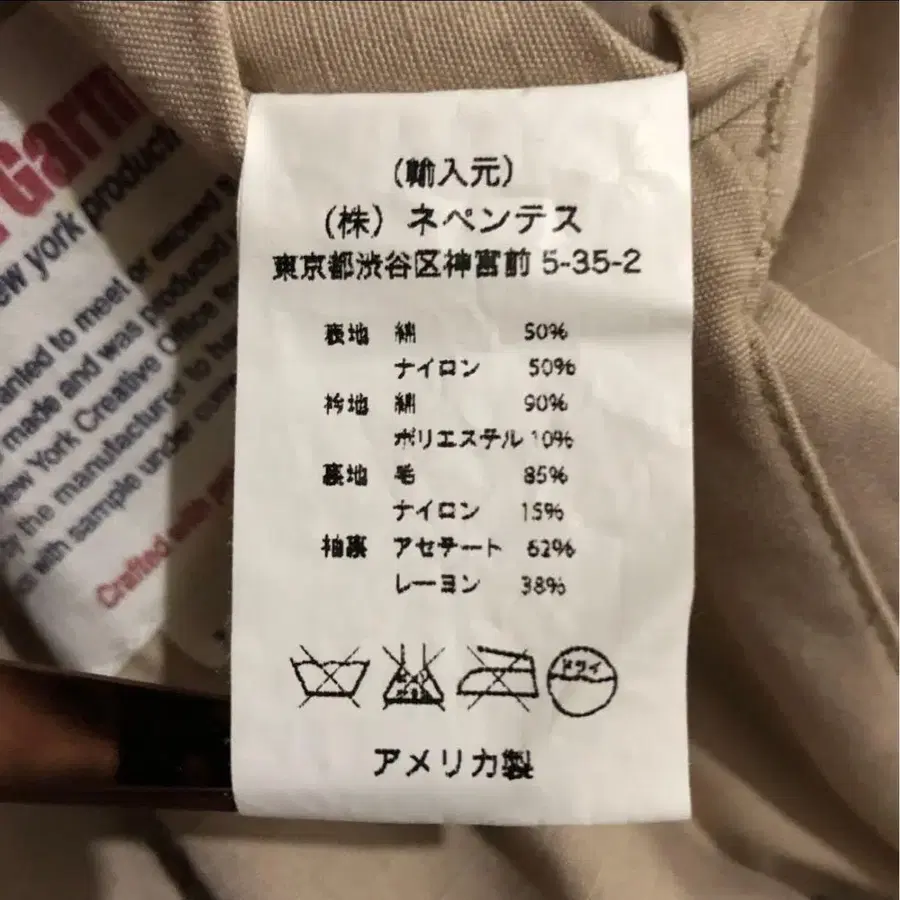 (輸入元)
(株) ネペンテス
東京都渋谷区神宮前 5-35-2
表地 綿 50%
ナイロン 50%
衿地 綿 90%
ポリエステル 10%
裏地 毛 85%
ナイロン 15%
袖裏 アセテート 62%
レーヨン 38%
ドライ
アメリカ製
Garm
ew york product
anted to meet or exceed
made and was produced
New York Creative Office
by the manufacturer to
with sample under
Crafted with